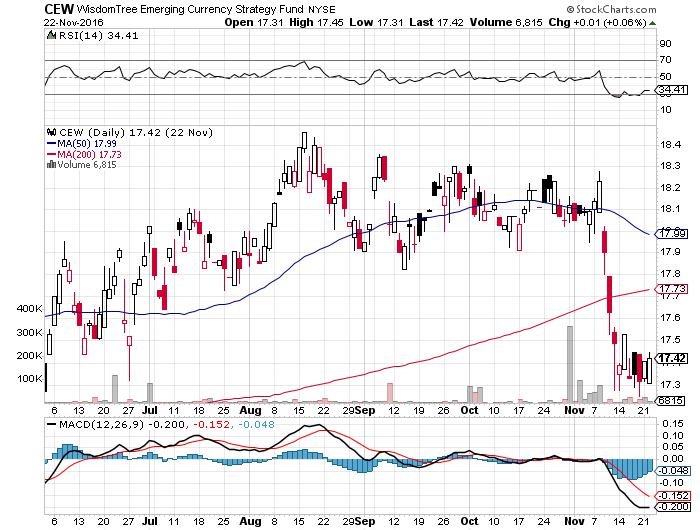 CEW WisdomTree Emerging Currency Strategy Fund NYSE © StockCharts.com
22-Nov-2016 Open 17.31 High 17.45 Low 17.31 Last 17.42 Volume 6,815 Chg +0.01 (+0.06%)
RSI(14) 34.41
90
70
50
34.41
30
10
CEW (Daily) 17.42 (22 Nov)
MA(50) 17.99
MA(200) 17.73
Volume 6,815
18.4
18.3
18.2
18.1
17.99
17.9
17.8
17.73
17.7
17.6
17.5
17.42
17.3
400K
300K
200K
100K
6815
6 13 20 27 Jul 11 18 25 Aug 8 15 22 29 Sep 12 19 26 Oct 10 17 24 Nov 7 14 21
MACD(12,26,9) -0.200, -0.152, -0.048
0.15
0.10
0.05
0.00
-0.048
-0.152
-0.200
6 13 20 27 Jul 11 18 25 Aug 8 15 22 29 Sep 12 19 26 Oct 10 17 24 Nov 7 14 21